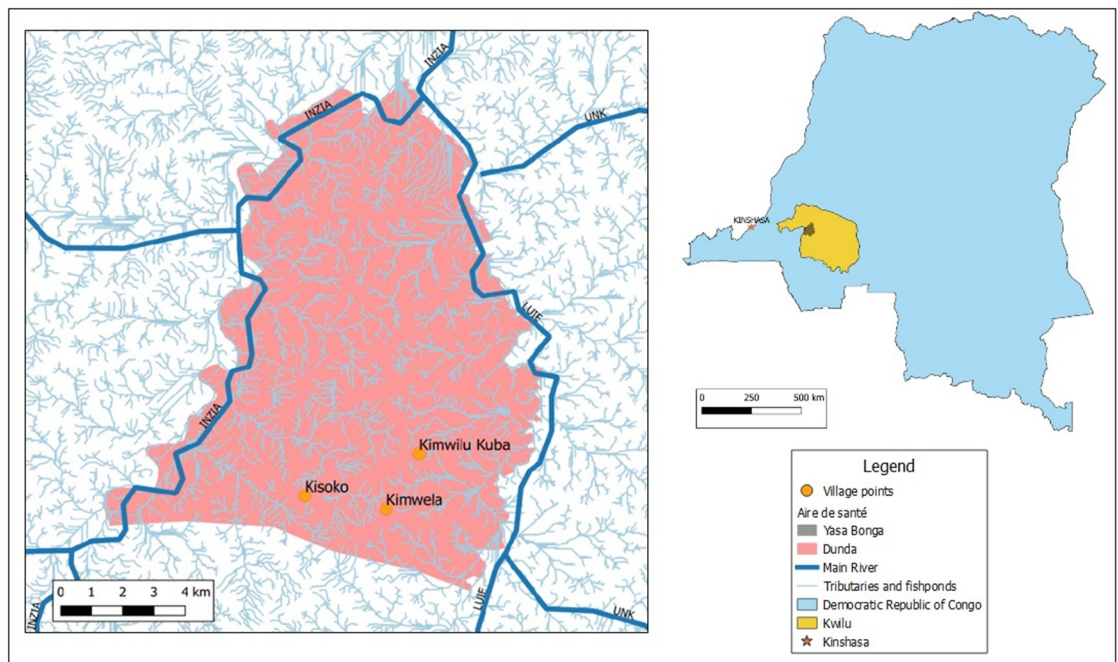 INZIA
INZIA
UNK
LUIE
INZIA
Kimwilu Kuba
Kisoko
Kimwela
0 1 2 3 4 km
INZIA
LUIE
UNK
KINSHASA
0 250 500 km
Legend
Village points
Aire de santé
Yasa Bonga
Dunda
Main River
Tributaries and fishponds
Democratic Republic of Congo
Kwilu
Kinshasa